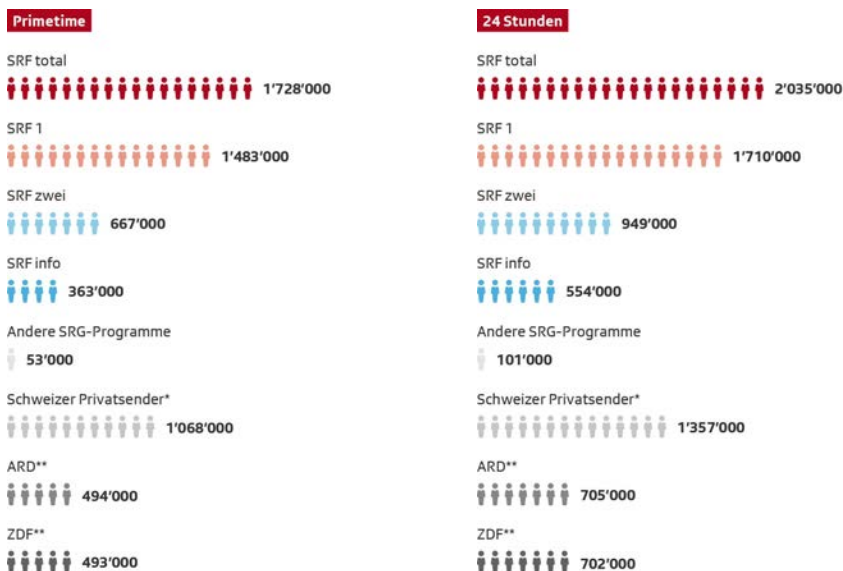 Primetime
SRF total
1’728’000
SRF 1
1’483’000
SRF zwei
667’000
SRF info
363’000
Andere SRG-Programme
53’000
Schweizer Privatsender*
1’068’000
ARD**
494’000
ZDF**
493’000
24 Stunden
SRF total
2’035’000
SRF 1
1’710’000
SRF zwei
949’000
SRF info
554’000
Andere SRG-Programme
101’000
Schweizer Privatsender*
1’357’000
ARD**
705’000
ZDF**
702’000